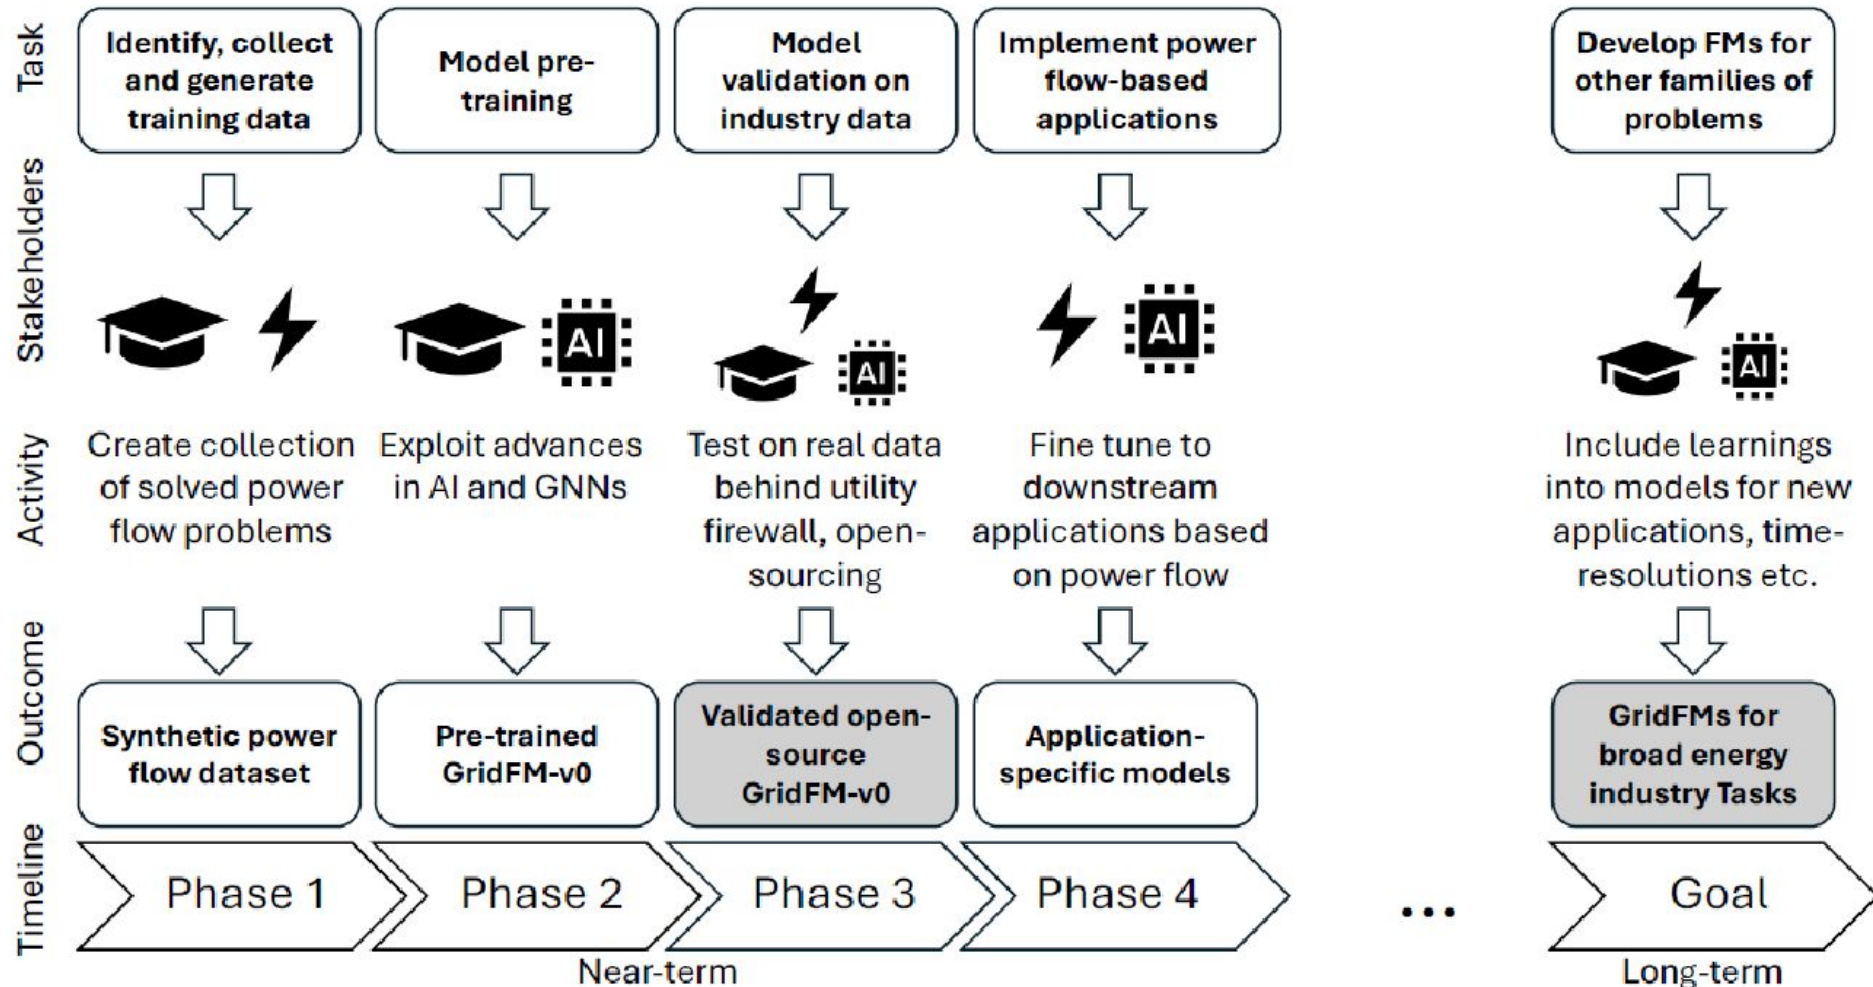 Task
Identify, collect
and generate
training data
Model pre-
training
Model
validation on
industry data
Implement power
flow-based
applications
Develop FMs for
other families of
problems
Stakeholders
AI
AI
AI
AI
Activity
Create collection
of solved power
flow problems
Exploit advances
in AI and GNNs
Test on real data
behind utility
firewall, open-
sourcing
Fine tune to
downstream
applications based
on power flow
Include learnings
into models for new
applications, time-
resolutions etc.
Outcome
Synthetic power
flow dataset
Pre-trained
GridFM-v0
Validated open-
source
GridFM-v0
Application-
specific models
GridFMs for
broad energy
industry Tasks
Timeline
Phase 1
Phase 2
Phase 3
Phase 4
...
Goal
Near-term
Long-term